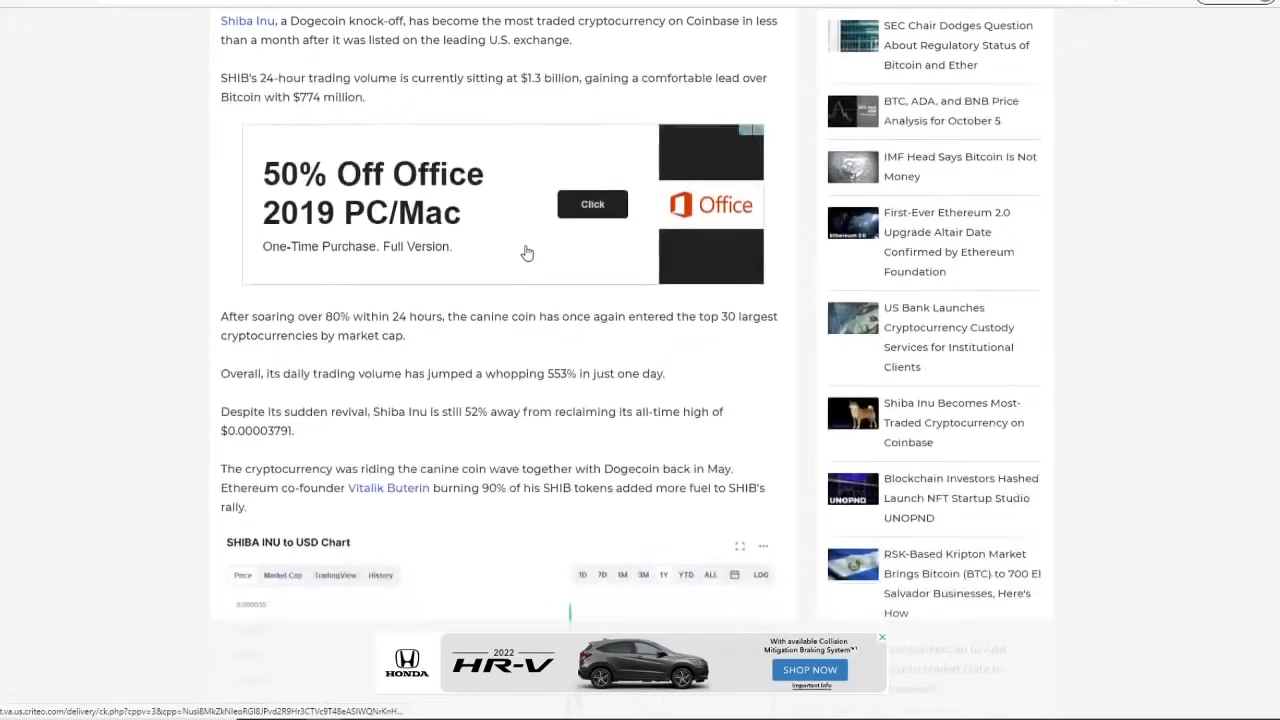 Shiba Inu, a Dogecoin knock-off, has become the most traded cryptocurrency on Coinbase in less
than a month after it was listed on the leading U.S. exchange.
SHIB's 24-hour trading volume is currently sitting at $1.3 billion, gaining a comfortable lead over
Bitcoin with $774 million.
50% Off Office
2019 PC/Mac
One-Time Purchase. Full Version.
Click
Office
After soaring over 80% within 24 hours, the canine coin has once again entered the top 30 largest
cryptocurrencies by market cap.
Overall, its daily trading volume has jumped a whopping 553% in just one day.
Despite its sudden revival, Shiba Inu is still 52% away from reclaiming its all-time high of
$0.00003791.
The cryptocurrency was riding the canine coin wave together with Dogecoin back in May.
Ethereum co-founder Vitalik Buterin burning 90% of his SHIB tokens added more fuel to SHIB's
rally.
SHIBA INU to USD Chart
Price Market Cap TradingView History
1D 7D 1M 3M 1Y YTD ALL LOG
0.000035
SEC Chair Dodges Question
About Regulatory Status of
Bitcoin and Ether
BTC, ADA, and BNB Price
Analysis for October 5
IMF Head Says Bitcoin Is Not
Money
Ethereum 2.0
First-Ever Ethereum 2.0
Upgrade Altair Date
Confirmed by Ethereum
Foundation
US Bank Launches
Cryptocurrency Custody
Services for Institutional
Clients
Shiba Inu Becomes Most-
Traded Cryptocurrency on
Coinbase
UNOPND
Blockchain Investors Hashed
Launch NFT Startup Studio
UNOPND
RSK-Based Kripton Market
Brings Bitcoin (BTC) to 700 El
Salvador Businesses, Here's
How
HONDA
2022
HR-V
With available Collision
Mitigation Braking System™
SHOP NOW
Important Info